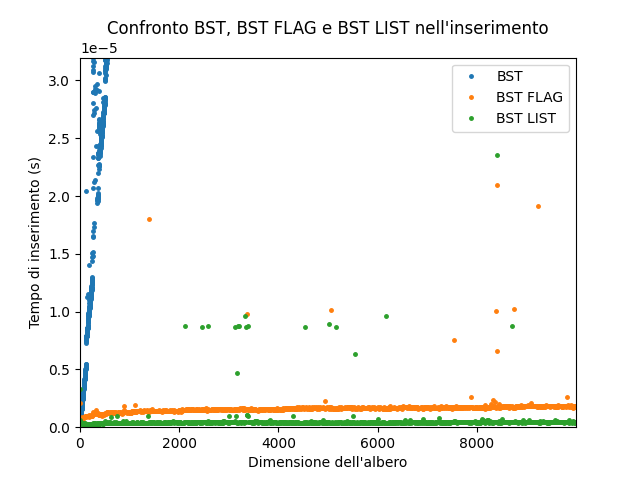 Confronto BST, BST FLAG e BST LIST nell'inserimento
1e−5
BST
BST FLAG
BST LIST
3.0
2.5
2.0
1.5
1.0
0.5
0.0
Tempo di inserimento (s)
0 2000 4000 6000 8000
Dimensione dell'albero